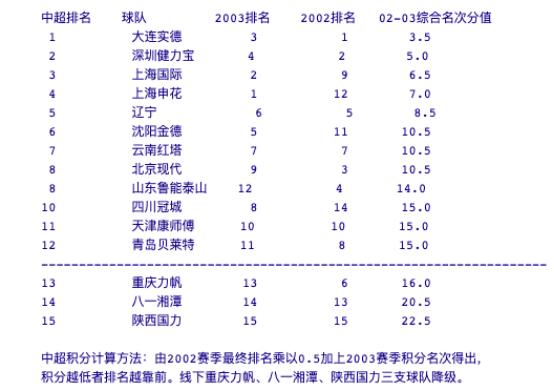 中超排名 球队 2003排名 2002排名 02-03综合名次分值
1 大连实德 3 1 3.5
2 深圳健力宝 4 2 5.0
3 上海国际 2 9 6.5
4 上海申花 1 12 7.0
5 辽宁 6 5 8.5
6 沈阳金德 5 11 10.5
7 云南红塔 7 7 10.5
8 北京现代 9 3 10.5
8 山东鲁能泰山 12 4 14.0
10 四川冠城 8 14 15.0
11 天津康师傅 10 10 15.0
12 青岛贝莱特 11 8 15.0
13 重庆力帆 13 6 16.0
14 八一湘潭 14 13 20.5
15 陕西国力 15 15 22.5
中超积分计算方法：由2002赛季最终排名乘以0.5加上2003赛季积分名次得出，
积分越低者排名越靠前。线下重庆力帆、八一湘潭、陕西国力三支球队降级。